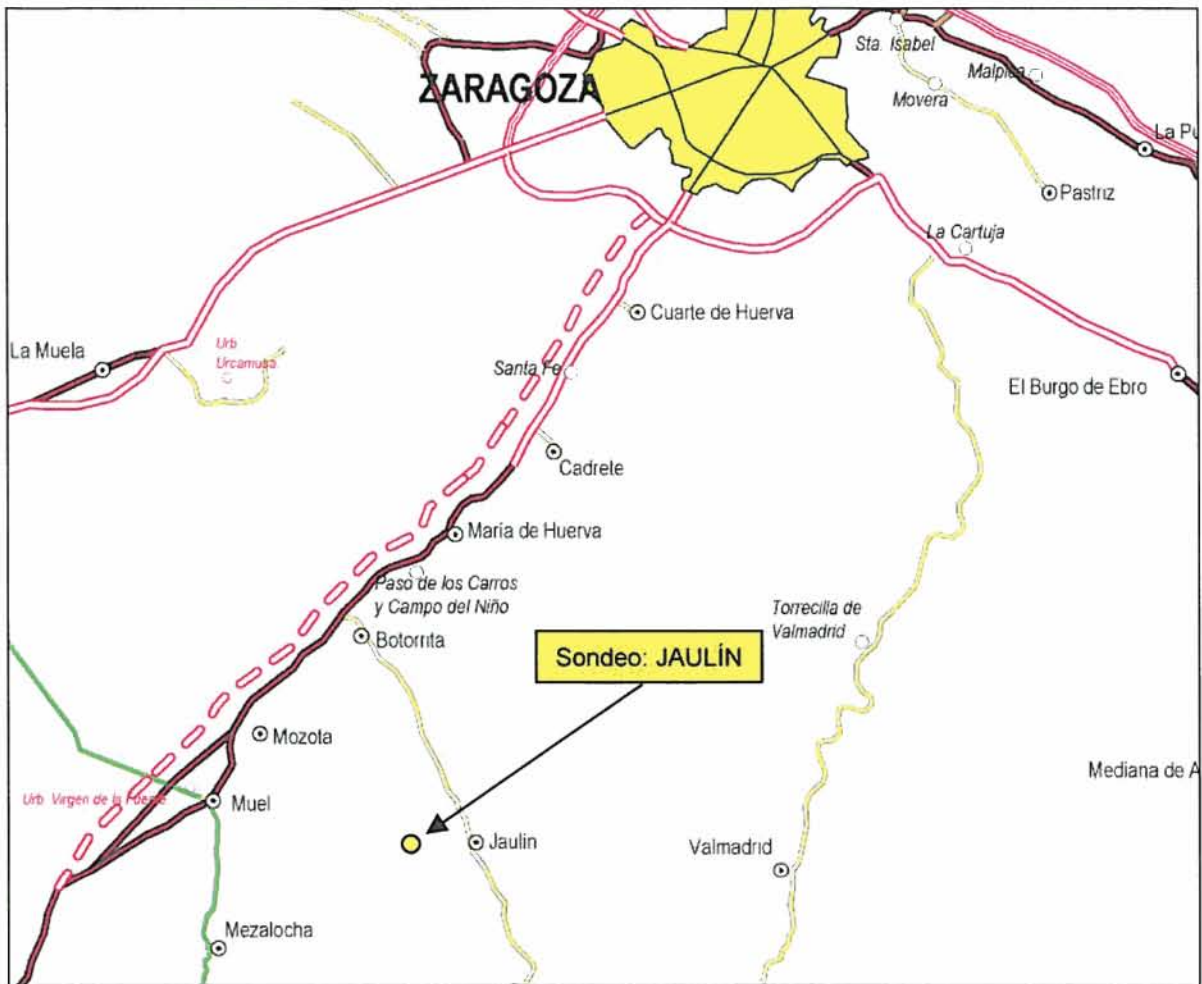 Sta. Isabel
Malpica
ZARAGOZA
Movera
La Pu
Pastriz
La Cartuja
Cuarte de Huerva
Urb
Urcamusa
La Muela
Santa Fe
El Burgo de Ebro
Cadrete
María de Huerva
Paso de los Carros
y Campo del Niño
Torrecilla de
Valmadrid
Botorrita
Sondeo: JAULÍN
Mozota
Mediana de A
Urb Virgen de la Fuente
Muel
Jaulin
Valmadrid
Mezalocha